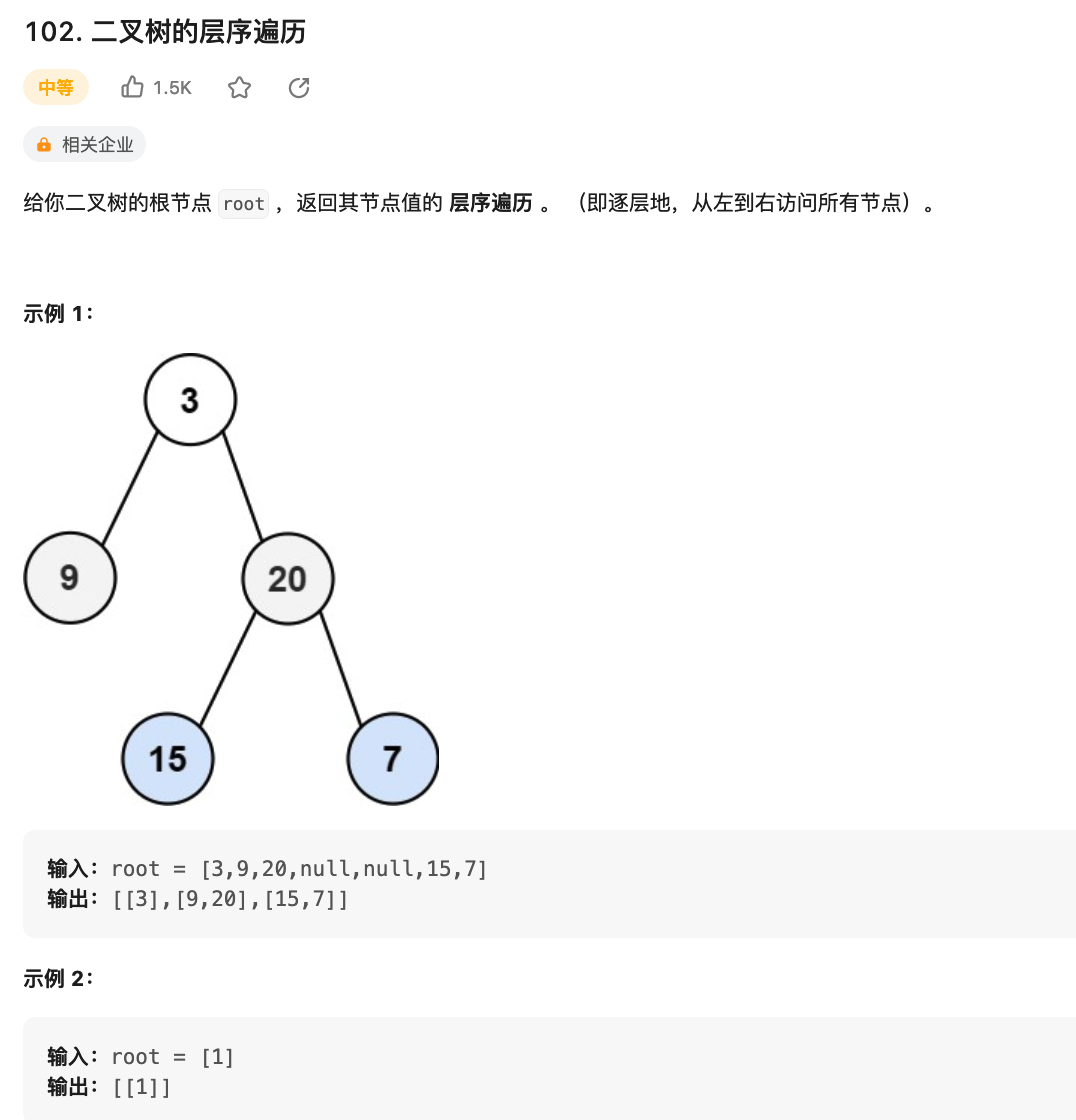 102. 二叉树的层序遍历
中等 1.5K
相关企业
给你二叉树的根节点 root ，返回其节点值的 层序遍历 。 （即逐层地，从左到右访问所有节点）。
示例 1：
3
9 20
15 7
输入：root = [3,9,20,null,null,15,7]
输出：[[3],[9,20],[15,7]]
示例 2：
输入：root = [1]
输出：[[1]]